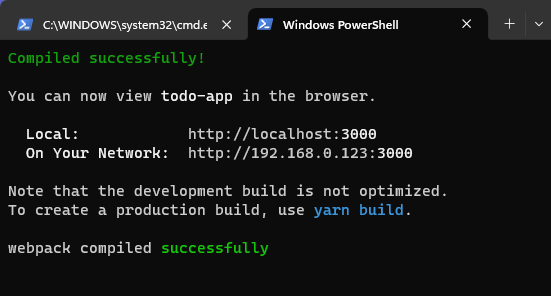 C:\WINDOWS\system32\cmd.e
Windows PowerShell
Compiled successfully!
You can now view todo-app in the browser.
Local: http://localhost:3000
On Your Network: http://192.168.0.123:3000
Note that the development build is not optimized.
To create a production build, use yarn build.
webpack compiled successfully